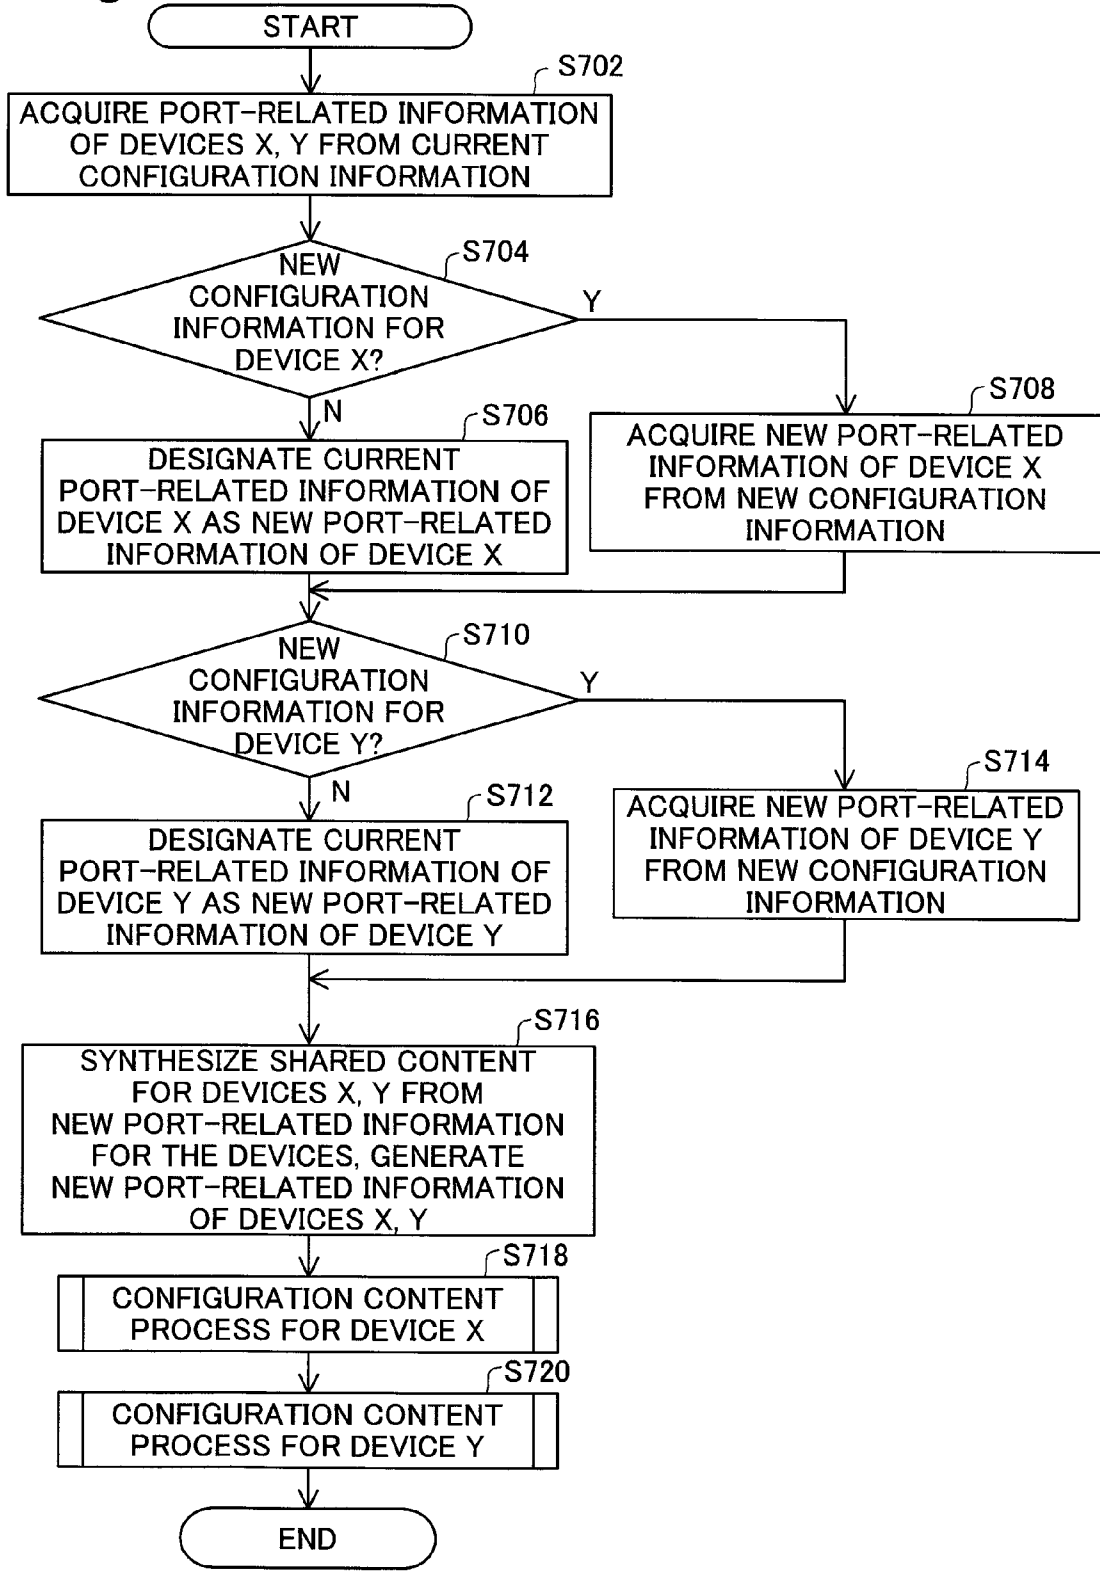 START
S702
ACQUIRE PORT-RELATED INFORMATION
OF DEVICES X, Y FROM CURRENT
CONFIGURATION INFORMATION
S704
NEW
CONFIGURATION
INFORMATION FOR
DEVICE X?
Y
N
S706
DESIGNATE CURRENT
PORT-RELATED INFORMATION OF
DEVICE X AS NEW PORT-RELATED
INFORMATION OF DEVICE X
S708
ACQUIRE NEW PORT-RELATED
INFORMATION OF DEVICE X
FROM NEW CONFIGURATION
INFORMATION
S710
NEW
CONFIGURATION
INFORMATION FOR
DEVICE Y?
Y
N
S712
DESIGNATE CURRENT
PORT-RELATED INFORMATION OF
DEVICE Y AS NEW PORT-RELATED
INFORMATION OF DEVICE Y
S714
ACQUIRE NEW PORT-RELATED
INFORMATION OF DEVICE Y
FROM NEW CONFIGURATION
INFORMATION
S716
SYNTHESIZE SHARED CONTENT
FOR DEVICES X, Y FROM
NEW PORT-RELATED INFORMATION
FOR THE DEVICES, GENERATE
NEW PORT-RELATED INFORMATION
OF DEVICES X, Y
S718
CONFIGURATION CONTENT
PROCESS FOR DEVICE X
S720
CONFIGURATION CONTENT
PROCESS FOR DEVICE Y
END